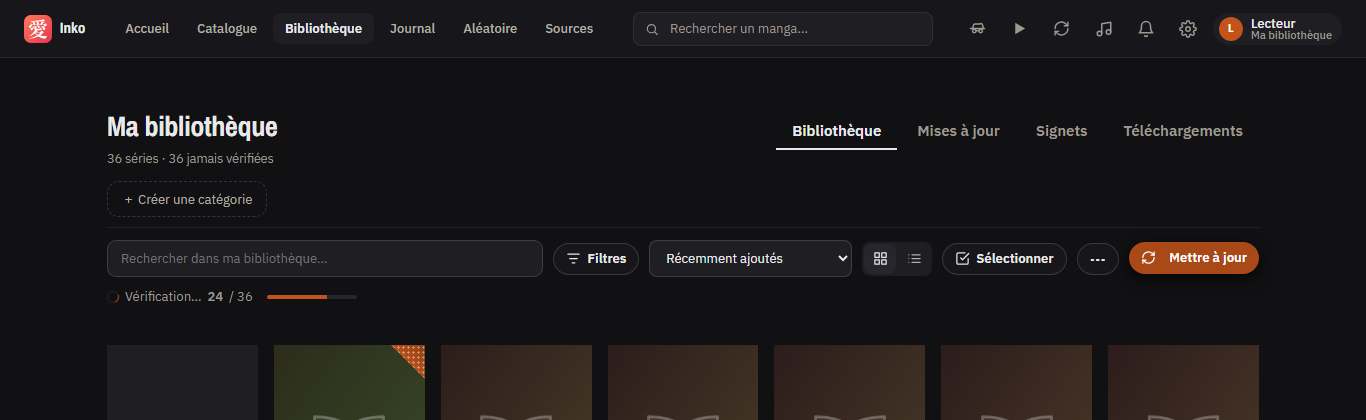 愛 Inko Accueil Catalogue Bibliothèque Journal Aléatoire Sources Rechercher un manga... L Lecteur
Ma bibliothèque
Ma bibliothèque
Bibliothèque Mises à jour Signets Téléchargements
36 séries · 36 jamais vérifiées
+ Créer une catégorie
Rechercher dans ma bibliothèque... Filtres Récemment ajoutés Sélectionner --- Mettre à jour
Vérification... 24 / 36